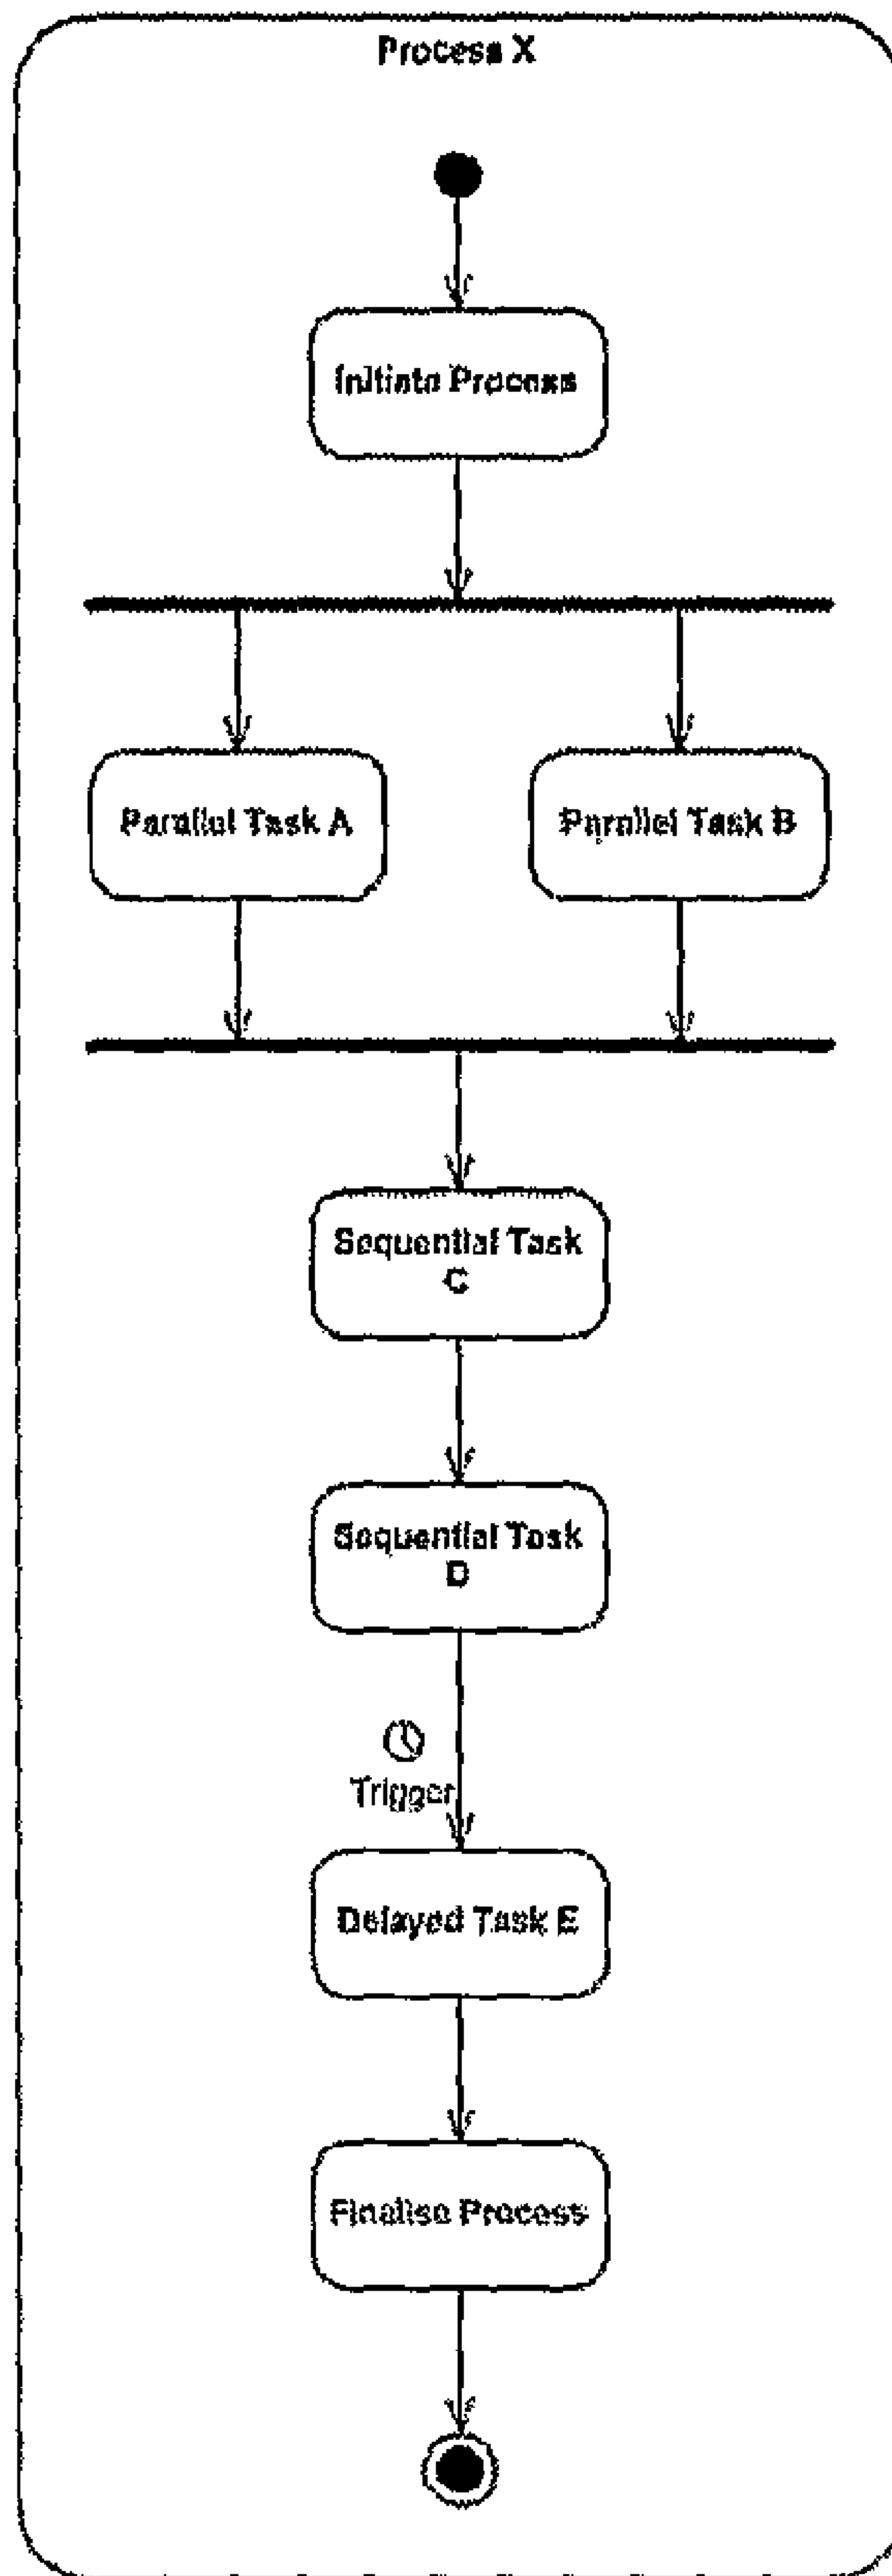 Process X
Initiate Process
Parallel Task A
Parallel Task B
Sequential Task
C
Sequential Task
D
Trigger
Delayed Task E
Finalise Process